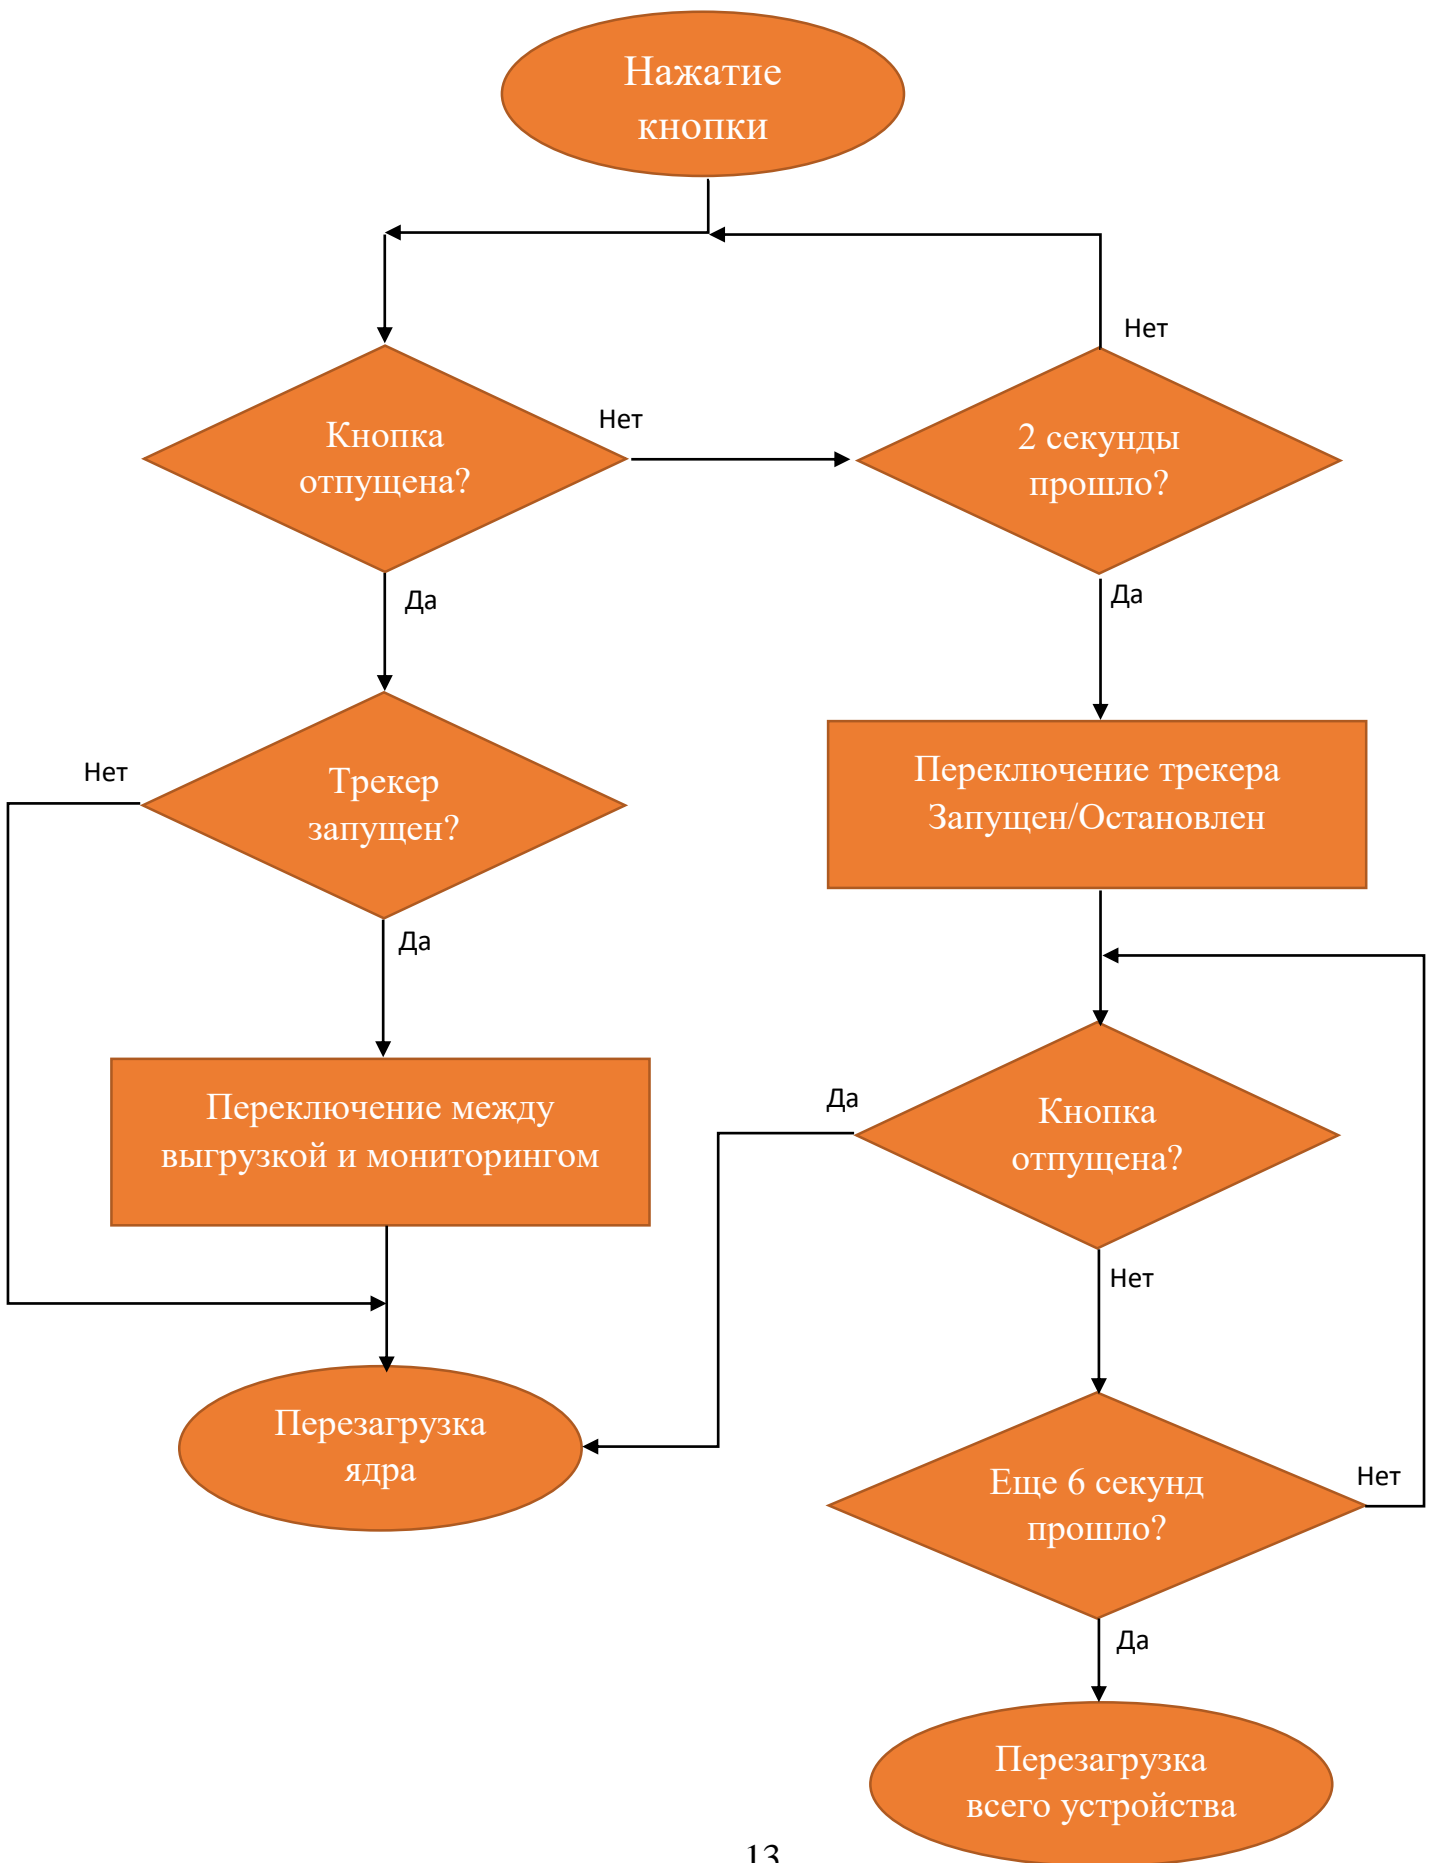 Нажатие
кнопки
Нет
Кнопка
отпущена?
Нет
2 секунды
прошло?
Да
Да
Трекер
запущен?
Нет
Да
Переключение трекера
Запущен/Остановлен
Переключение между
выгрузкой и мониторингом
Да
Кнопка
отпущена?
Нет
Перезагрузка
ядра
Еще 6 секунд
прошло?
Нет
Да
Перезагрузка
всего устройства
13